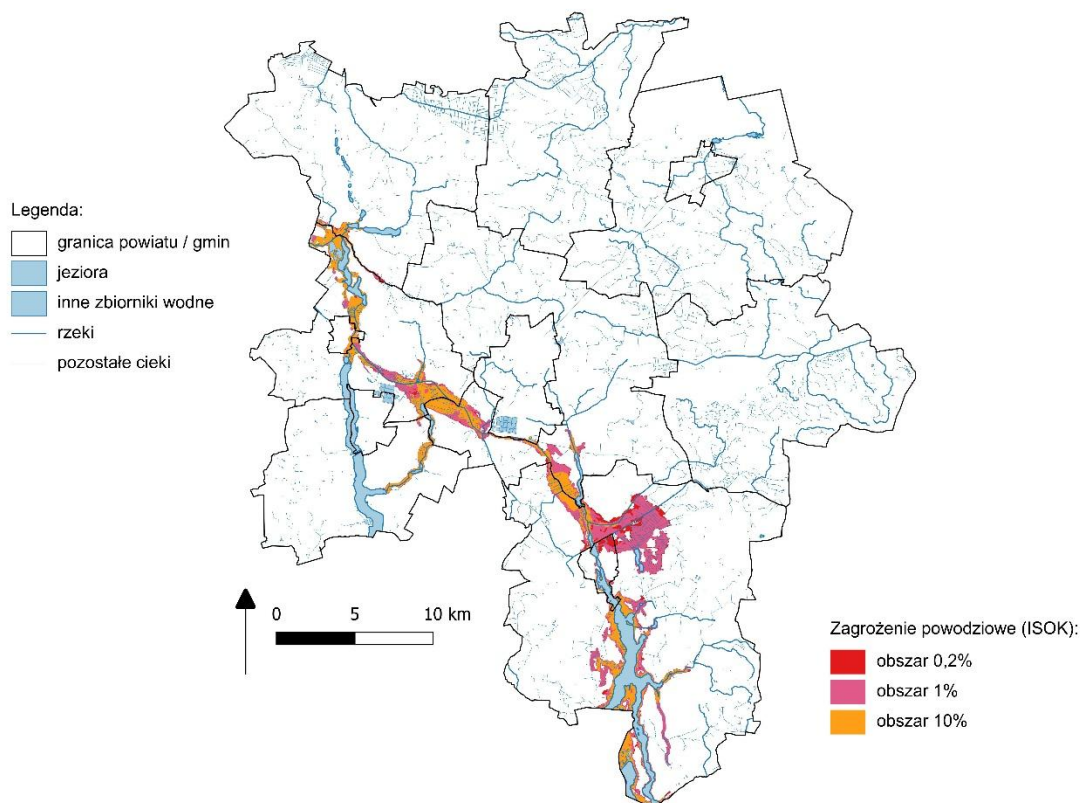 Legenda:
granica powiatu / gmin
jeziora
inne zbiorniki wodne
rzeki
pozostałe cieki
0 5 10 km
Zagrożenie powodziowe (ISOK):
obszar 0,2%
obszar 1%
obszar 10%